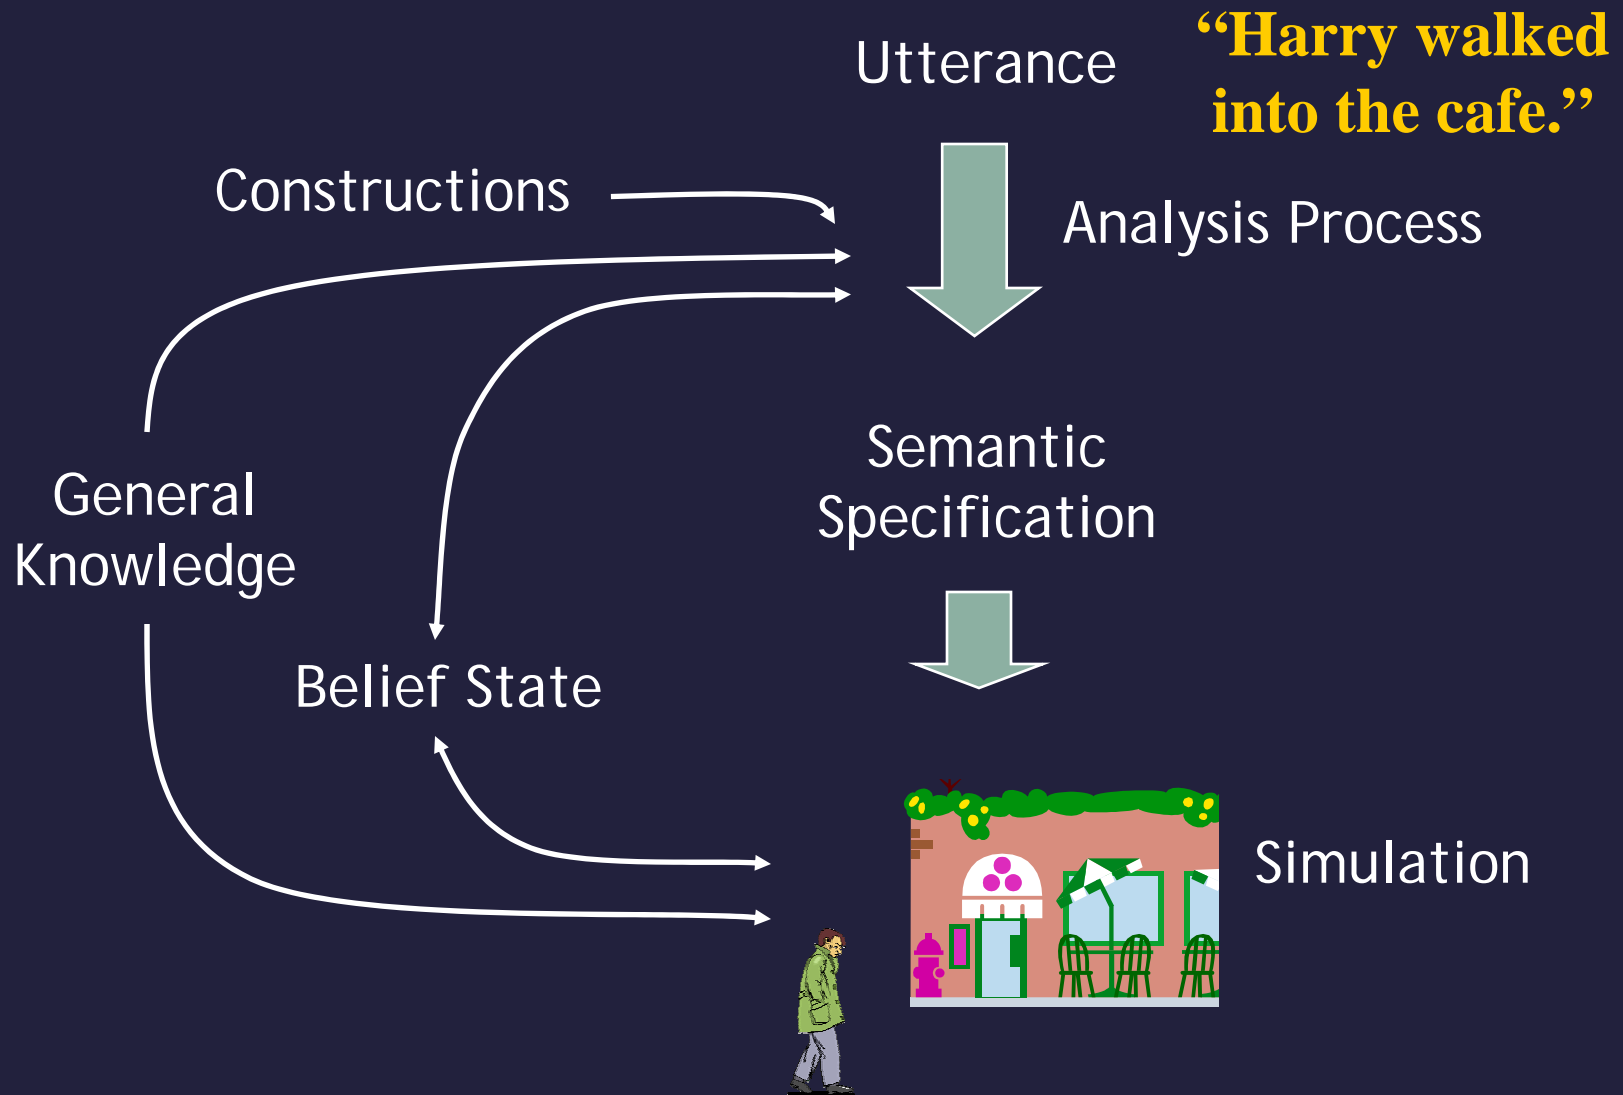 Utterance
“Harry walked
into the cafe.”
Constructions
Analysis Process
Semantic
Specification
General
Knowledge
Belief State
Simulation